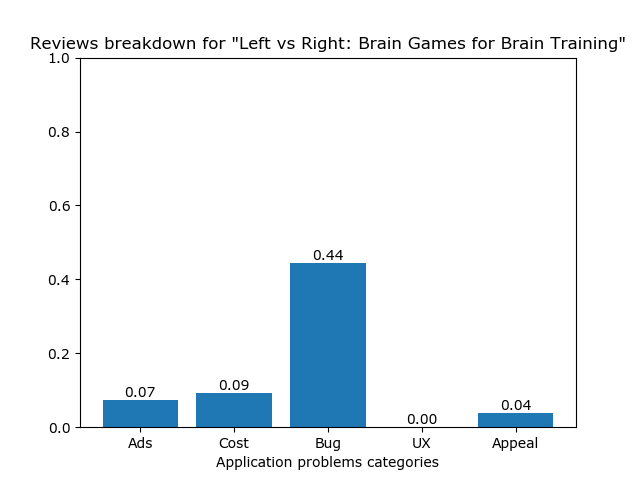 Reviews breakdown for "Left vs Right: Brain Games for Brain Training"
1.0
0.8
0.6
0.4
0.2
0.0
0.07
0.09
0.44
0.00
0.04
Ads
Cost
Bug
UX
Appeal
Application problems categories